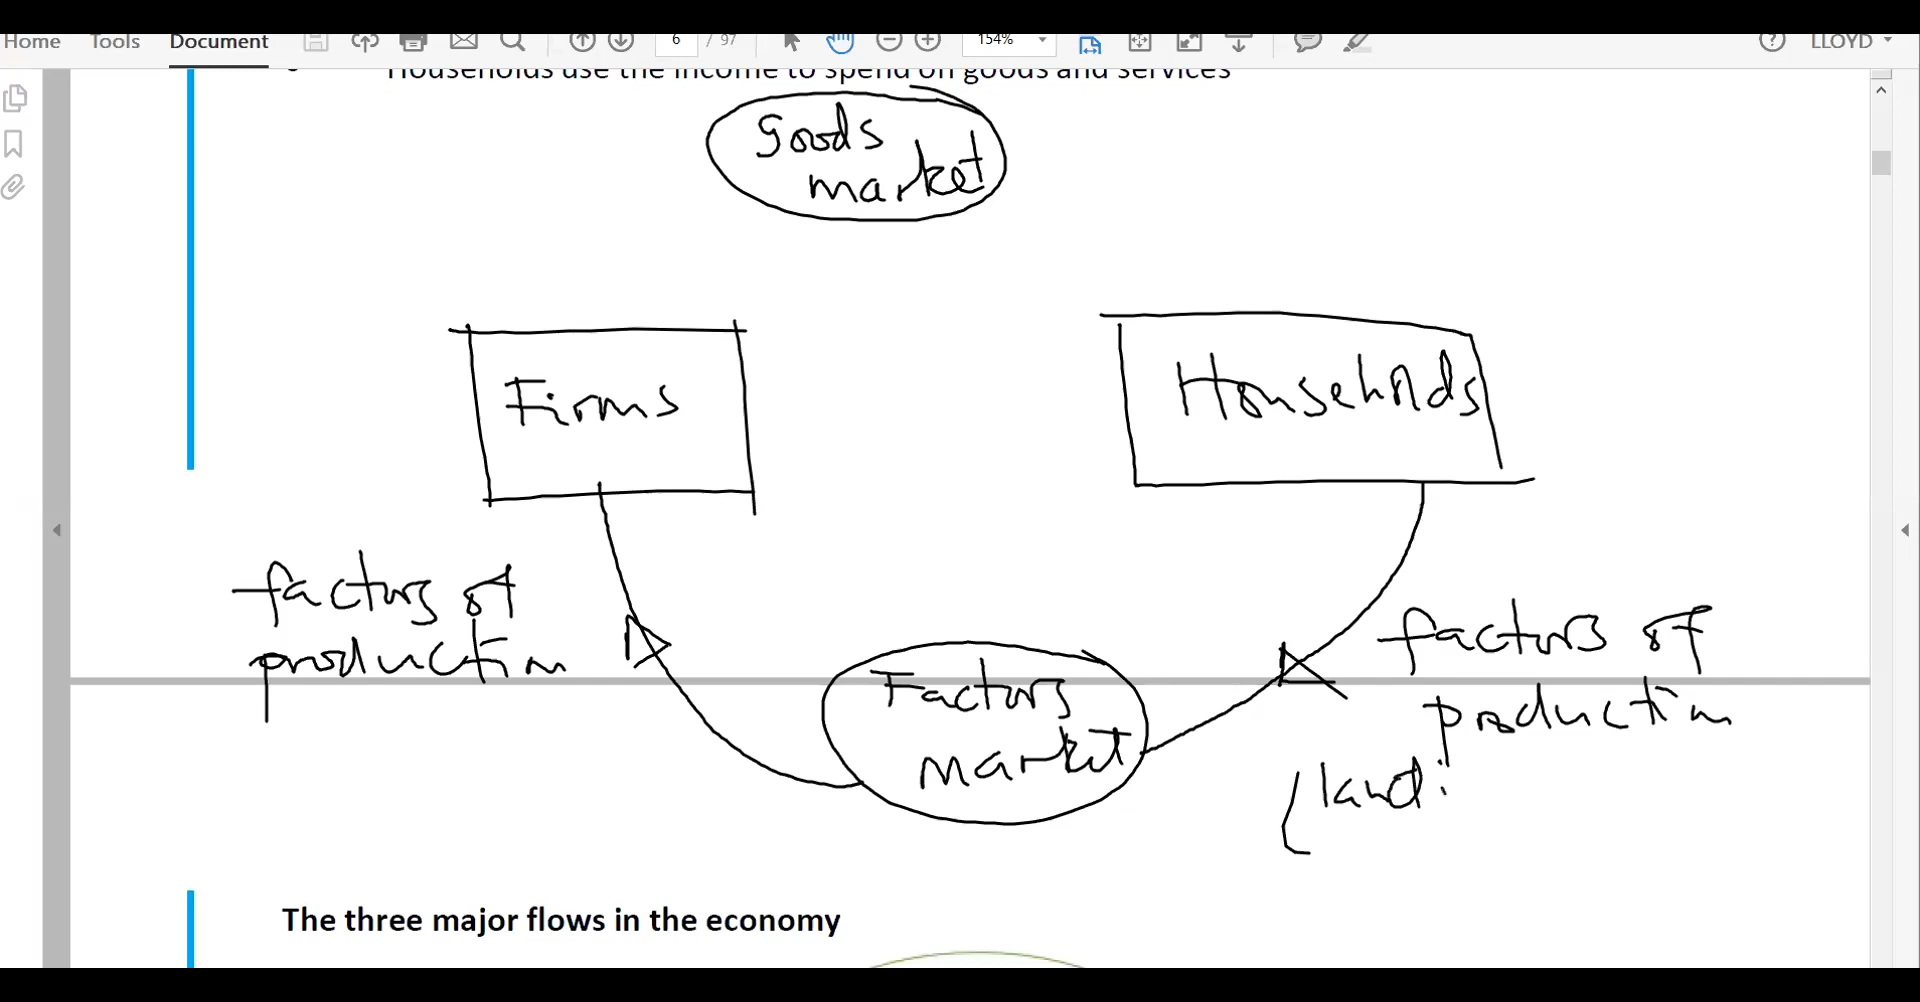 Home Tools Document 6 / 97 154% LLOYD
Households use the income to spend on goods and services
Goods
market
Firms
Households
factors of
production
Factors
market
factors of
production
(land
The three major flows in the economy